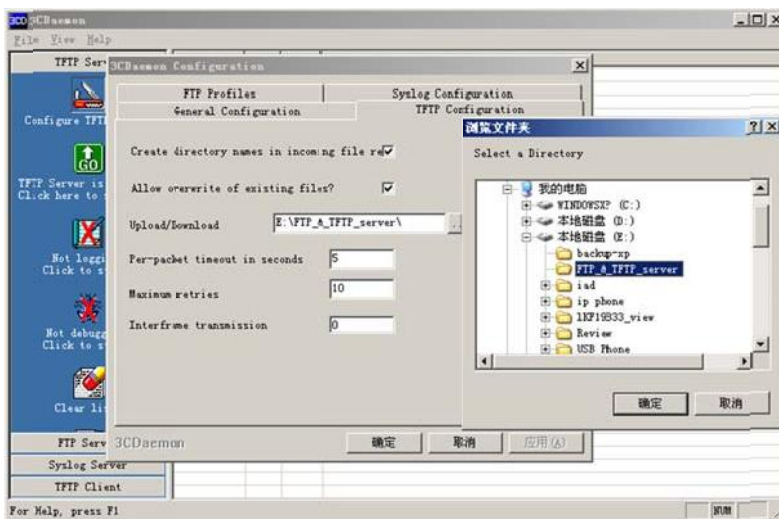 3CDaemon
File View Help
TFTP Ser
Configure TFT
GO
TFTP Server is
Click here to
Not loggi
Click to s
Not debugg
Click to s
Clear li
FTP Serv
Syslog Server
TFTP Client
For Help, press F1
NUM
3CDaemon Configuration
FTP Profiles
Syslog Configuration
General Configuration
TFTP Configuration
Create directory names in incoming file re
Allow overwrite of existing files?
Upload/Download
E:\FTP_&_TFTP_server\
..
Per-packet timeout in seconds
5
Maximum retries
10
Interframe transmission
0
3CDaemon
确定
取消
应用(A)
浏览文件夹
Select a Directory
我的电脑
WINDOWSXP (C:)
本地磁盘 (D:)
本地磁盘 (E:)
backup-xp
FTP_&_TFTP_server
iad
ip phone
Review
USB Phone
确定
取消